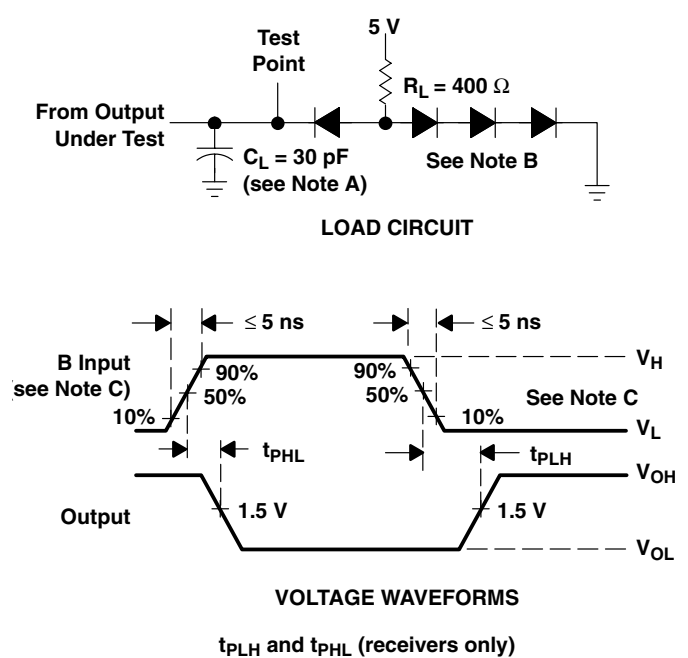 5 V
Test
Point
R_L = 400 Ω
From Output
Under Test
C_L = 30 pF
(see Note A)
See Note B
LOAD CIRCUIT
≤ 5 ns
≤ 5 ns
B Input
(see Note C)
90%
90%
V_H
50%
50%
See Note C
10%
10%
V_L
t_PHL
t_PLH
V_OH
Output
1.5 V
1.5 V
V_OL
VOLTAGE WAVEFORMS
t_PLH and t_PHL (receivers only)